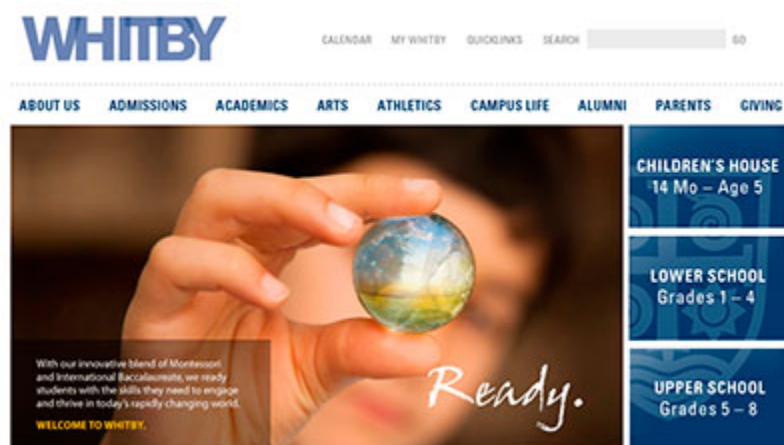 WHITBY
CALENDAR MY WHITBY QUICKLINKS SEARCH GO
ABOUT US ADMISSIONS ACADEMICS ARTS ATHLETICS CAMPUS LIFE ALUMNI PARENTS GIVING
CHILDREN'S HOUSE
14 Mo – Age 5
LOWER SCHOOL
Grades 1 – 4
With our innovative blend of Montessori
and International Baccalaureate, we ready
students with the skills they need to engage
and thrive in today's rapidly changing world.
WELCOME TO WHITBY.
Ready.
UPPER SCHOOL
Grades 5 – 8